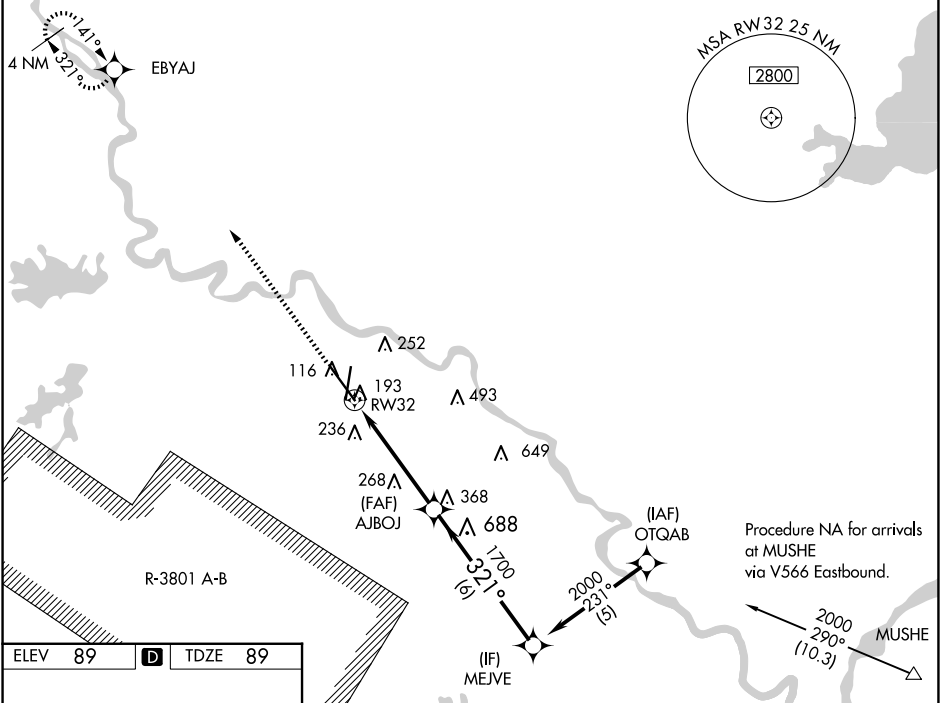 141°
321°
4 NM
EBYAJ
MSA RW32 25 NM
2800
252
116
193
RW32
493
236
649
268
(FAF)
AJBOJ
368
688
1700
321°
(6)
(IAF)
OTQAB
2000
231°
(5)
(IF)
MEJVE
Procedure NA for arrivals
at MUSHE
via V566 Eastbound.
2000
290°
(10.3)
MUSHE
R-3801 A-B
ELEV 89 D TDZE 89